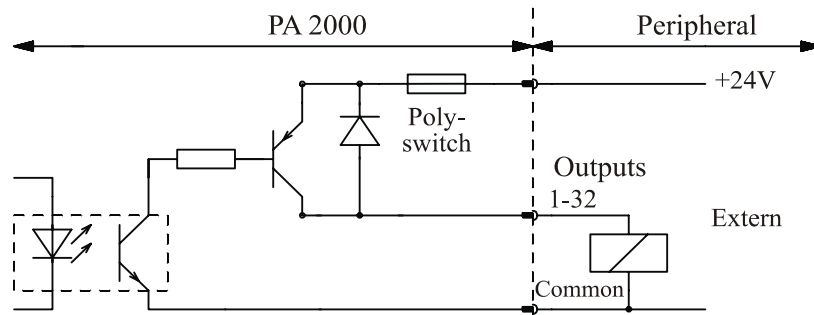 PA 2000
Peripheral
+24V
Poly-
switch
Outputs
1-32
Extern
Common